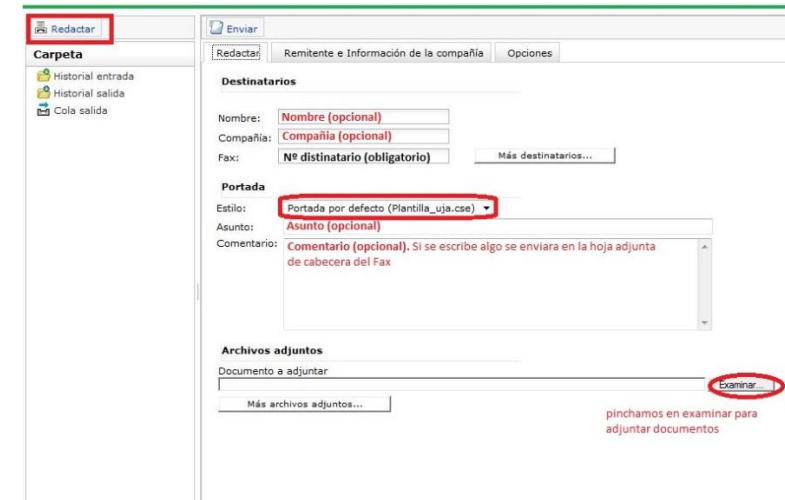 Redactar
Carpeta
Historial entrada
Historial salida
Cola salida
Enviar
Redactar Remitente e Información de la compañía Opciones
Destinatarios
Nombre: Nombre (opcional)
Compañía: Compañia (opcional)
Fax: Nº distinatario (obligatorio) Más destinatarios...
Portada
Estilo: Portada por defecto (Plantilla_uja.cse)
Asunto: Asunto (opcional)
Comentario: Comentario (opcional). Si se escribe algo se enviara en la hoja adjunta
de cabecera del Fax
Archivos adjuntos
Documento a adjuntar
Examinar...
Más archivos adjuntos...
pinchamos en examinar para
adjuntar documentos